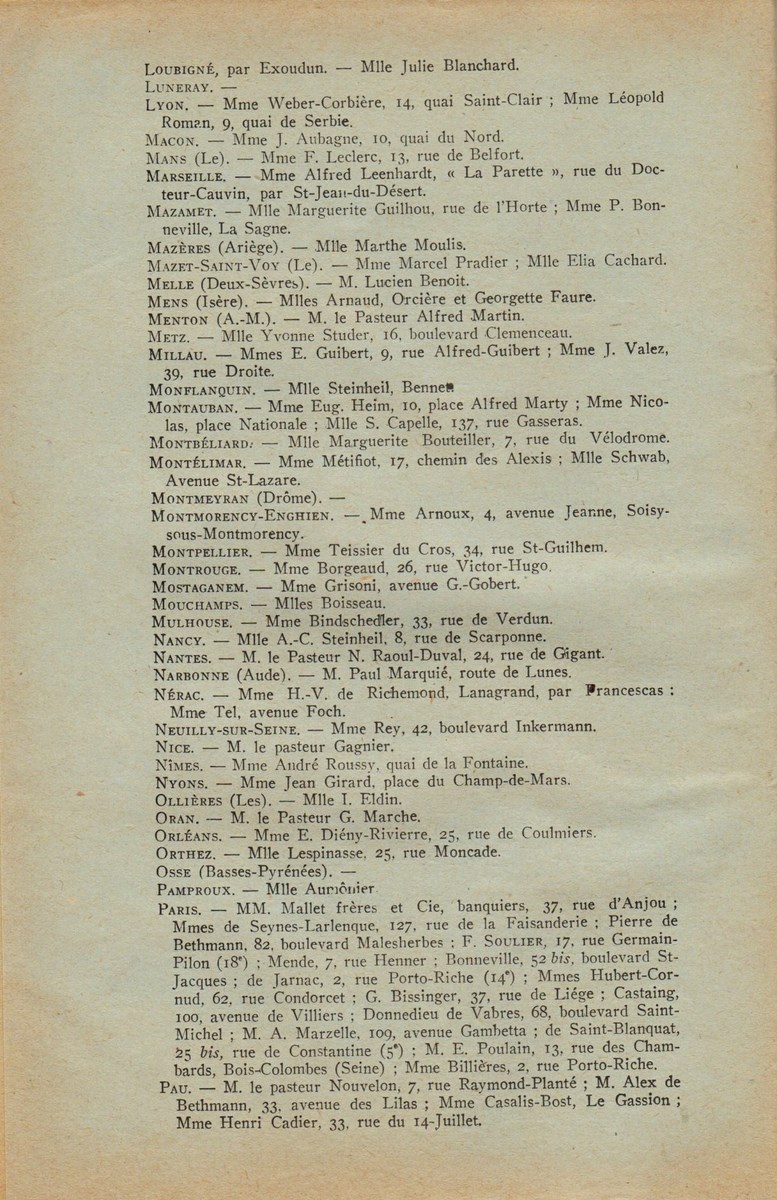 LOUBIGNÉ, par Exoudun. — Mlle Julie Blanchard.
LUNERAY. —
LYON. — Mme Weber-Corbière, 14, quai Saint-Clair ; Mme Léopold
Roman, 9, quai de Serbie.
MACON. — Mme J. Aubagne, 10, quai du Nord.
MANS (Le). — Mme F. Leclerc, 13, rue de Belfort.
MARSEILLE. — Mme Alfred Leenhardt, « La Parette », rue du Doc-
teur-Cauvin, par St-Jean-du-Désert.
MAZAMET. — Mlle Marguerite Guilhou, rue de l'Horte ; Mme P. Bon-
neville, La Sagne.
MAZÈRES (Ariège). — Mlle Marthe Moulis.
MAZET-SAINT-VOY (Le). — Mme Marcel Pradier ; Mlle Elia Cachard.
MELLE (Deux-Sèvres). — M. Lucien Benoit.
MENS (Isère). — Mlles Arnaud, Orcière et Georgette Faure.
MENTON (A.-M.). — M. le Pasteur Alfred Martin.
METZ. — Mlle Yvonne Studer, 16, boulevard Clemenceau.
MILLAU. — Mmes E. Guibert, 9, rue Alfred-Guibert ; Mme J. Valez,
39, rue Droite.
MONFLANQUIN. — Mlle Steinheil,
MONTAUBAN. — Mme Eug. Heim, 10, place Alfred Marty ; Mme Nico-
las, place Nationale ; Mlle S. Capelle, 137, rue Gasseras.
MONTBÉLIARD. — Mlle Marguerite Bouteiller, 7, rue du Vélodrome.
MONTÉLIMAR. — Mme Métifiot, 17, chemin des Alexis ; Mlle Schwab,
Avenue St-Lazare.
MONTMEYRAN (Drôme). —
MONTMORENCY-ENGHIEN. — Mme Arnoux, 4, avenue Jeanne, Soisy-
sous-Montmorency.
MONTPELLIER. — Mme Teissier du Cros, 34, rue St-Guilhem.
MONTROUGE. — Mme Borgeaud, 26, rue Victor-Hugo.
MOSTAGANEM. — Mme Grisoni, avenue G.-Gobert.
MOUCHAMPS. — Mlles Boisseau.
MULHOUSE. — Mme Bindschedler, 33, rue de Verdun.
NANCY. — Mlle A.-C. Steinheil, 8, rue de Scarponne.
NANTES. — M. le Pasteur N. Raoul-Duval, 24, rue de Gigant.
NARBONNE (Aude). — M. Paul Marquié, route de Lunes.
NÉRAC. — Mme H.-V. de Richemond, Lanagrand, par Francescas ;
Mme Tel, avenue Foch.
NEUILLY-SUR-SEINE. — Mme Rey, 42, boulevard Inkermann.
NICE. — M. le pasteur Gagnier.
NÎMES. — Mme André Roussy, quai de la Fontaine.
NYONS. — Mme Jean Girard, place du Champ-de-Mars.
OLLIÈRES (Les). — Mlle I. Eldin.
ORAN. — M. le Pasteur G. Marche.
ORLÉANS. — Mme E. Diény-Rivierre, 25, rue de Coulmiers.
ORTHEZ. — Mlle Lespinasse, 25, rue Moncade.
OSSE (Basses-Pyrénées). —
PAMPROUX. — Mlle Aumônier.
PARIS. — MM. Mallet frères et Cie, banquiers, 37, rue d'Anjou ;
Mmes de Seynes-Larlenque, 127, rue de la Faisanderie ; Pierre de
Bethmann, 82, boulevard Malesherbes ; F. SOULIER, 17, rue Germain-
Pilon (18e) ; Mende, 7, rue Henner ; Bonneville, 52 bis, boulevard St-
Jacques ; de Jarnac, 2, rue Porto-Riche (14e) ; Mmes Hubert-Cor-
nud, 62, rue Condorcet ; G. Bissinger, 37, rue de Liége ; Castaing,
100, avenue de Villiers ; Donnedieu de Vabres, 68, boulevard Saint-
Michel ; M. A. Marzelle, 109, avenue Gambetta ; de Saint-Blanquat,
25 bis, rue de Constantine (5e) ; M. E. Poulain, 13, rue des Cham-
bards, Bois-Colombes (Seine) ; Mme Billières, 2, rue Porto-Riche.
PAU. — M. le pasteur Nouvelon, 7, rue Raymond-Planté ; M. Alex de
Bethmann, 33, avenue des Lilas ; Mme Casalis-Bost, Le Gassion ;
Mme Henri Cadier, 33, rue du 14-Juillet.